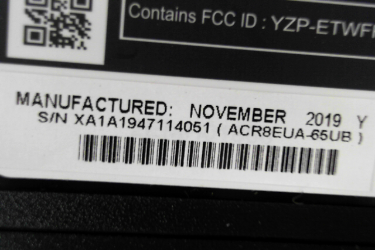 Contains FCC ID : YZP-ETWF
MANUFACTURED: NOVEMBER 2019 Y
S/N XA1A1947114051 ( ACR8EUA-65UB )